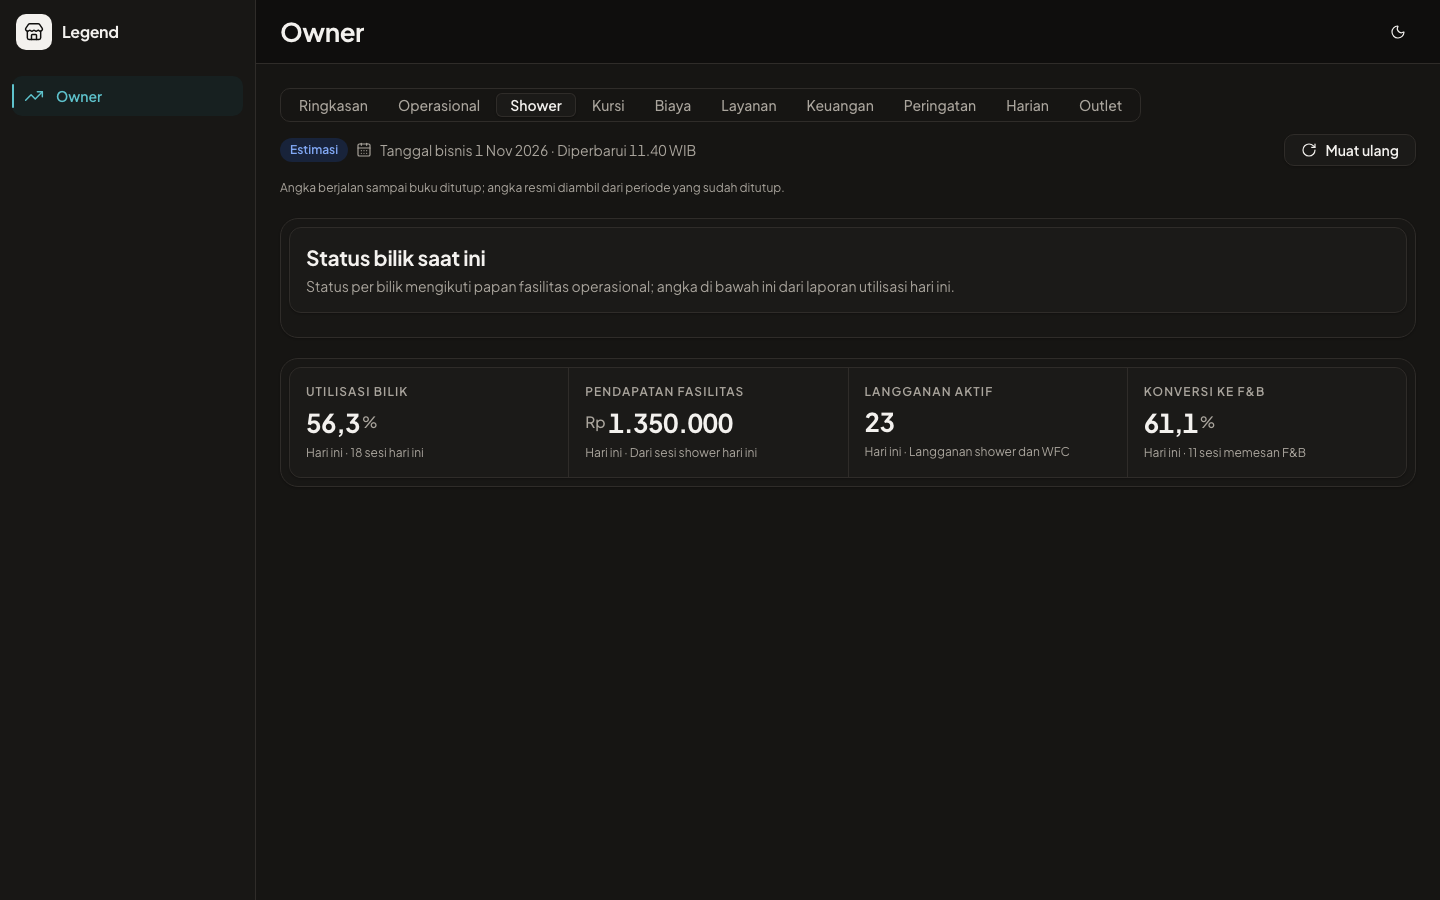 Legend
Owner
Owner
Ringkasan Operasional Shower Kursi Biaya Layanan Keuangan Peringatan Harian Outlet
Estimasi Tanggal bisnis 1 Nov 2026 · Diperbarui 11.40 WIB Muat ulang
Angka berjalan sampai buku ditutup; angka resmi diambil dari periode yang sudah ditutup.
Status bilik saat ini
Status per bilik mengikuti papan fasilitas operasional; angka di bawah ini dari laporan utilisasi hari ini.
UTILISASI BILIK
56,3%
Hari ini · 18 sesi hari ini
PENDAPATAN FASILITAS
Rp 1.350.000
Hari ini · Dari sesi shower hari ini
LANGGANAN AKTIF
23
Hari ini · Langganan shower dan WFC
KONVERSI KE F&B
61,1%
Hari ini · 11 sesi memesan F&B